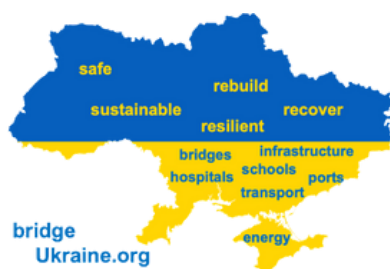 safe
rebuild
sustainable
recover
resilient
bridges
infrastructure
schools
hospitals
ports
transport
energy
bridge
Ukraine.org